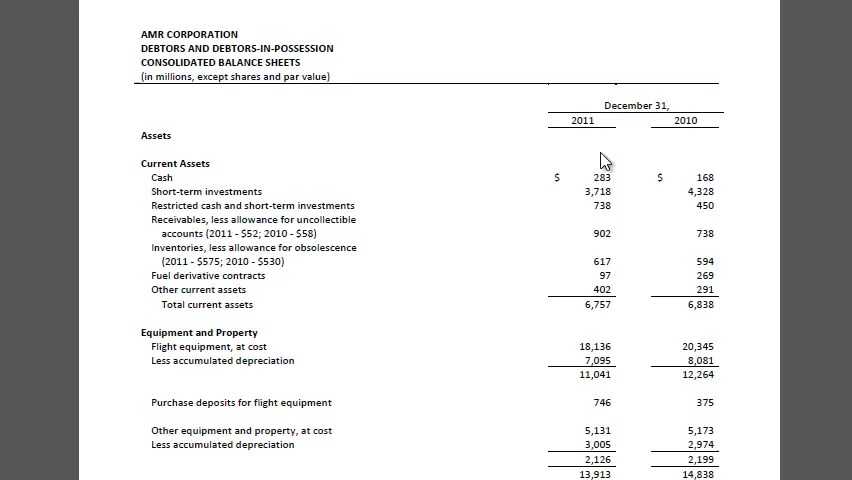 AMR CORPORATION
DEBTORS AND DEBTORS-IN-POSSESSION
CONSOLIDATED BALANCE SHEETS
(in millions, except shares and par value)
December 31,
2011 2010
Assets
Current Assets
Cash $ 283 $ 168
Short-term investments 3,718 4,328
Restricted cash and short-term investments 738 450
Receivables, less allowance for uncollectible
accounts (2011 - $52; 2010 - $58) 902 738
Inventories, less allowance for obsolescence
(2011 - $575; 2010 - $530) 617 594
Fuel derivative contracts 97 269
Other current assets 402 291
Total current assets 6,757 6,838
Equipment and Property
Flight equipment, at cost 18,136 20,345
Less accumulated depreciation 7,095 8,081
11,041 12,264
Purchase deposits for flight equipment 746 375
Other equipment and property, at cost 5,131 5,173
Less accumulated depreciation 3,005 2,974
2,126 2,199
13,913 14,838